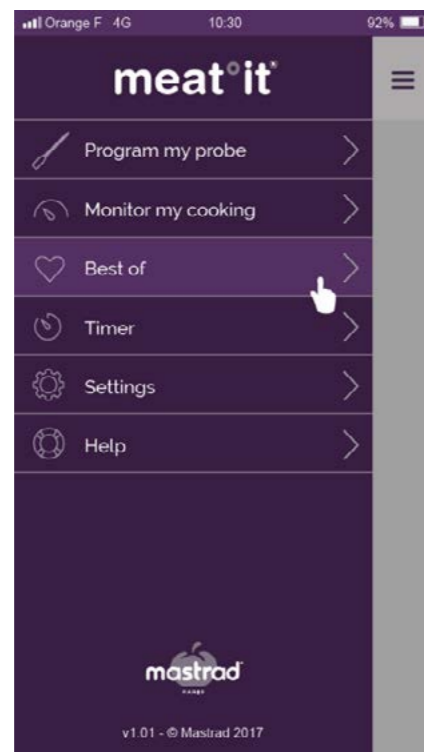 Orange F 4G 10:30 92%
meat°it®
Program my probe
Monitor my cooking
Best of
Timer
Settings
Help
mastrad
PARIS
v1.01 - © Mastrad 2017